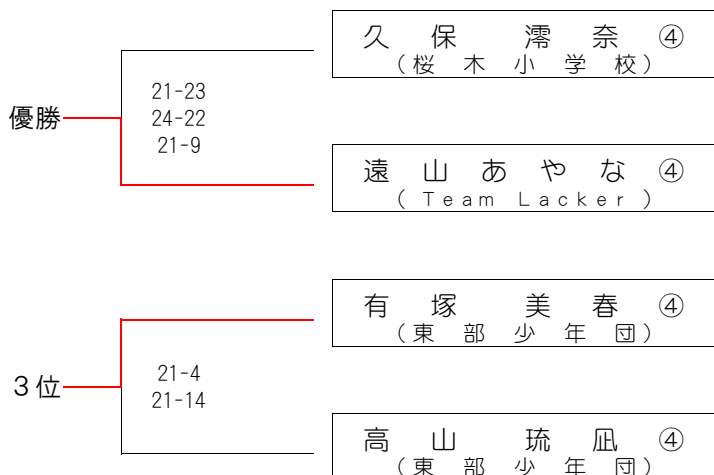 久保 澪奈 ④
(桜木小学校)
21-23
24-22
21-9
優勝
遠山あやな ④
(Team Lacker)
有塚 美春 ④
(東部少年団)
21-4
21-14
3位
高山 琉凪 ④
(東部少年団)